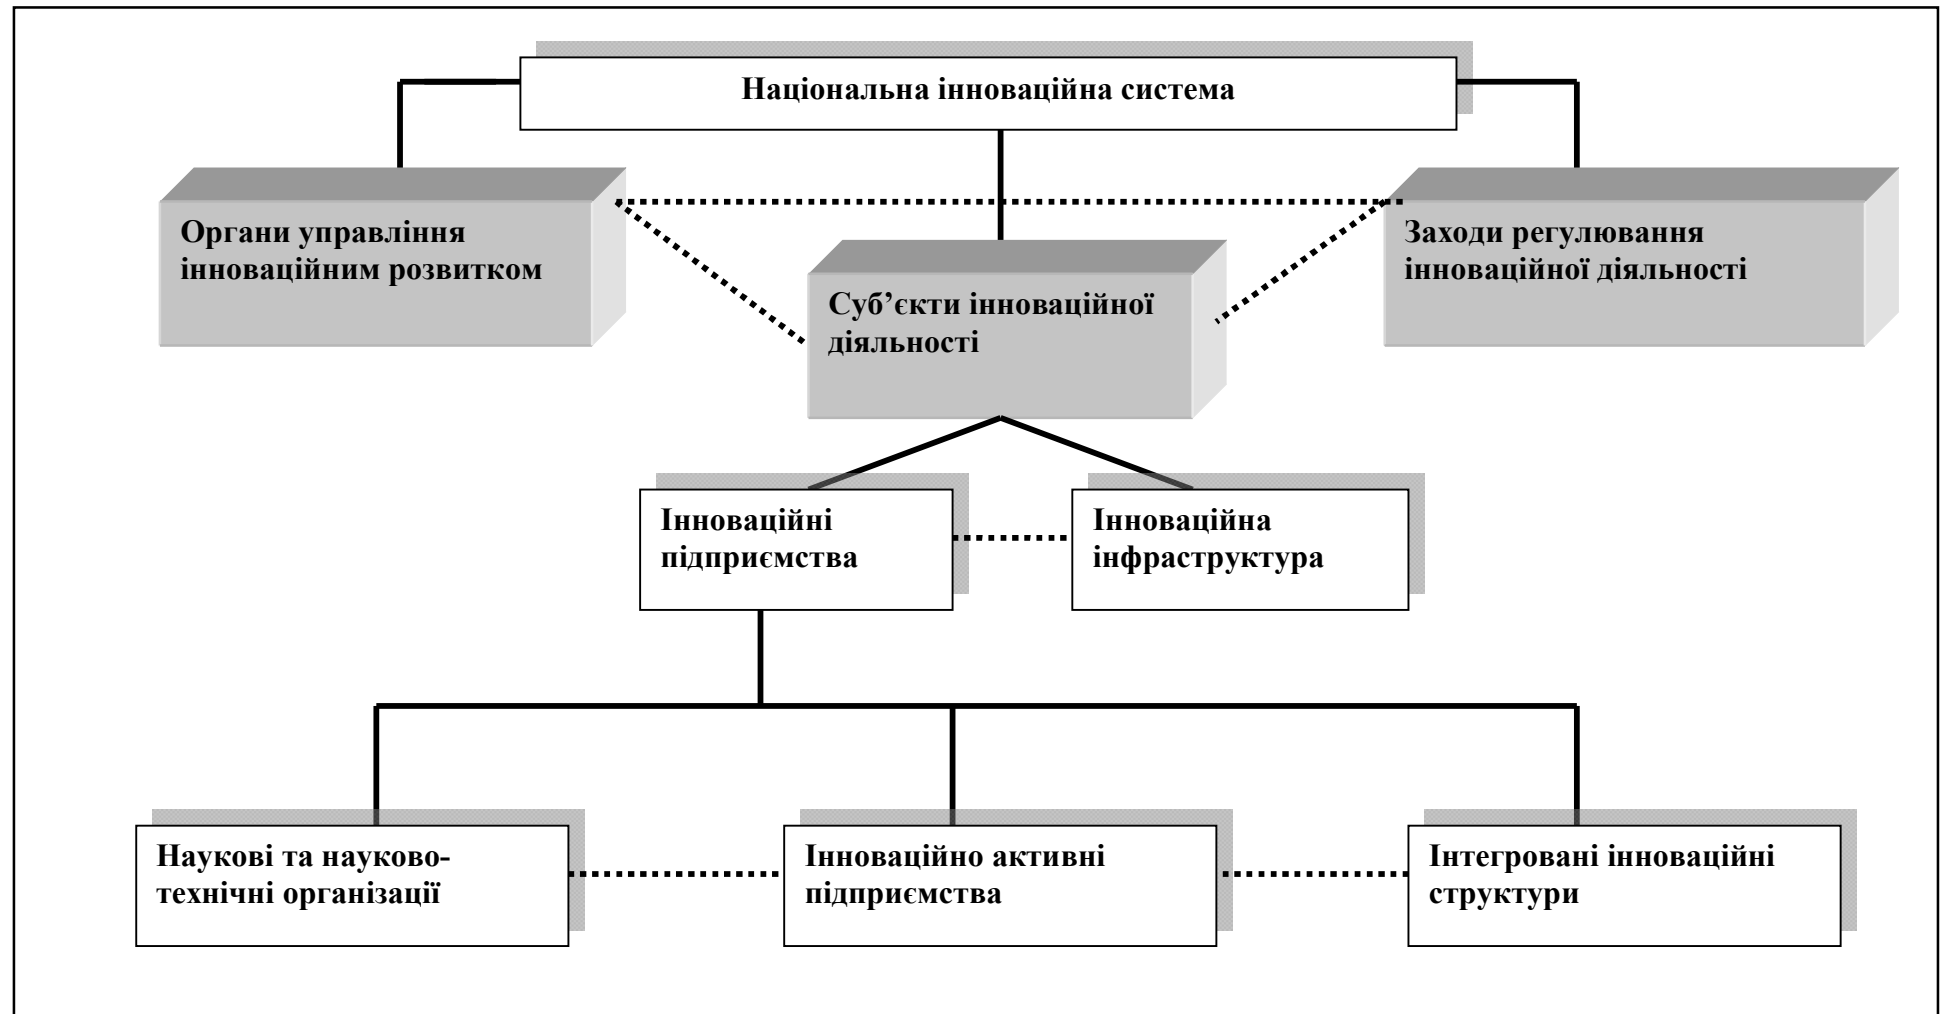 Національна інноваційна система
Органи управління
інноваційним розвитком
Заходи регулювання
інноваційної діяльності
Суб’єкти інноваційної
діяльності
Інноваційні
підприємства
Інноваційна
інфраструктура
Наукові та науково-
технічні організації
Інноваційно активні
підприємства
Інтегровані інноваційні
структури